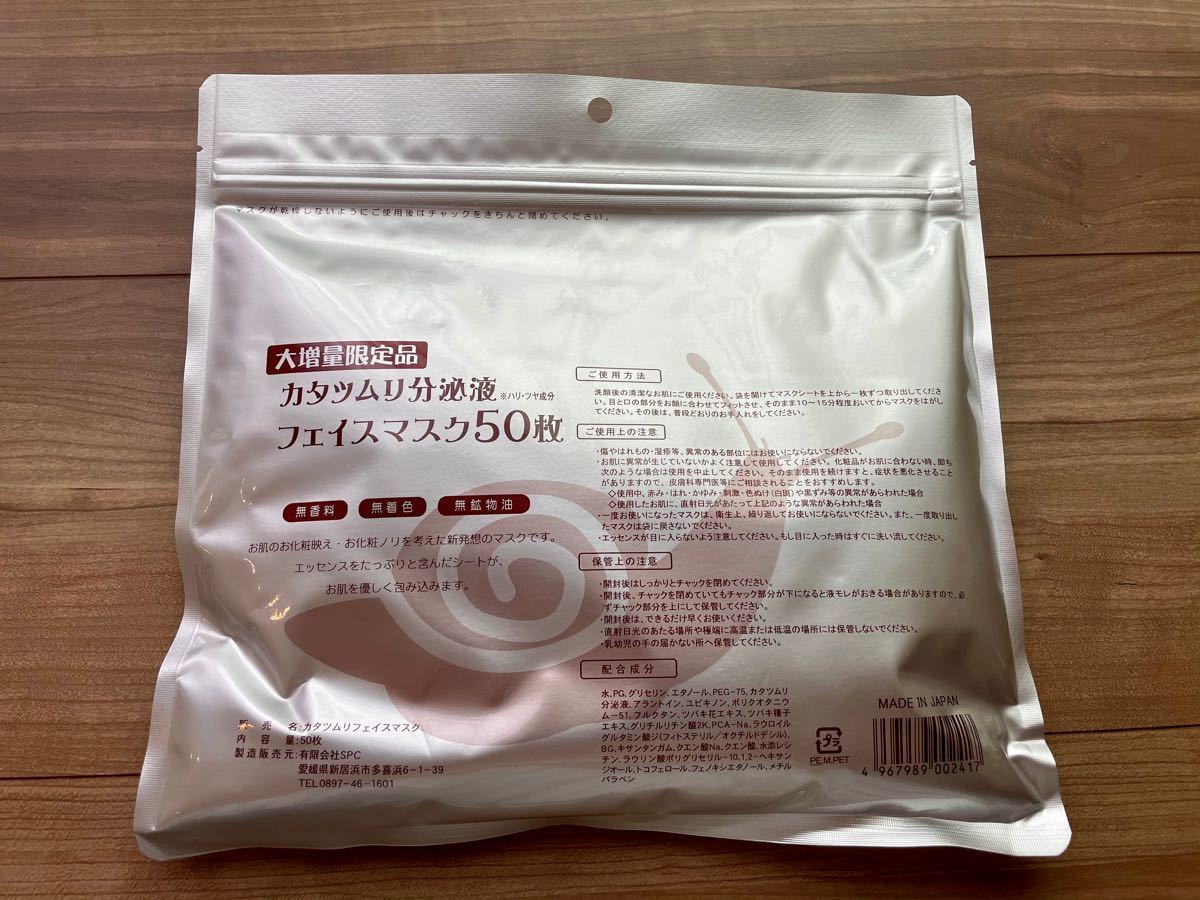 マスクが乾燥しないようにご使用後はチャックをきちんと閉めてください。
大増量限定品
カタツムリ分泌液 ※ハリ・ツヤ成分
フェイスマスク50枚
無香料 無着色 無鉱物油
お肌のお化粧映え・お化粧ノリを考えた新発想のマスクです。
エッセンスをたっぷりと含んだシートが、
お肌を優しく包み込みます。
販売名:カタツムリフェイスマスク
内容量:50枚
製造販売元:有限会社SPC
愛媛県新居浜市多喜浜6-1-39
TEL0897-46-1601
ご使用方法
洗顔後の清潔なお肌にご使用ください。袋を開けてマスクシートを上から一枚ずつ取り出してくださ
い。目と口の部分をお顔に合わせてフィットさせ、そのまま10〜15分程度おいてからマスクをはがし
てください。その後は、普段どおりのお手入れをしてください。
ご使用上の注意
・傷やはれもの・湿疹等、異常のある部位にはお使いにならないでください。
・お肌に異常が生じていないかよく注意して使用してください。化粧品がお肌に合わない時、即ち
次のような場合は使用を中止してください。そのまま使用を続けますと、症状を悪化させること
がありますので、皮膚科専門医等にご相談されることをおすすめします。
◇使用中、赤み・はれ・かゆみ・刺激・色ぬけ(白斑)や黒ずみ等の異常があらわれた場合
◇使用したお肌に、直射日光があたって上記のような異常があらわれた場合
・一度お使いになったマスクは、衛生上、繰り返してお使いにならないでください。また、一度取り出し
たマスクは袋に戻さないでください。
・エッセンスが目に入らないよう注意してください。もし目に入った時はすぐに洗い流してください。
保管上の注意
・開封後はしっかりとチャックを閉めてください。
・開封後、チャックを閉めていてもチャック部分が下になると液モレがおきる場合がありますので、必
ずチャック部分を上にして保管してください。
・開封後は、できるだけ早くお使いください。
・直射日光のあたる場所や極端に高温または低温の場所には保管しないでください。
・乳幼児の手の届かない所へ保管してください。
配合成分
水、PG、グリセリン、エタノール、PEG-75、カタツムリ
分泌液、アラントイン、ユビキノン、ポリクオタニウ
ム-51、フルクタン、ツバキ花エキス、ツバキ種子
エキス、グリチルリチン酸2K、PCA-Na、ラウロイル
グルタミン酸ジ(フィトステリル/オクチルドデシル)、
BG、キサンタンガム、クエン酸Na、クエン酸、水添レシ
チン、ラウリン酸ポリグリセリル-10、1,2-ヘキサン
ジオール、トコフェロール、フェノキシエタノール、メチル
パラベン
プラ
PE,M,PET
MADE IN JAPAN
4 967989 002417